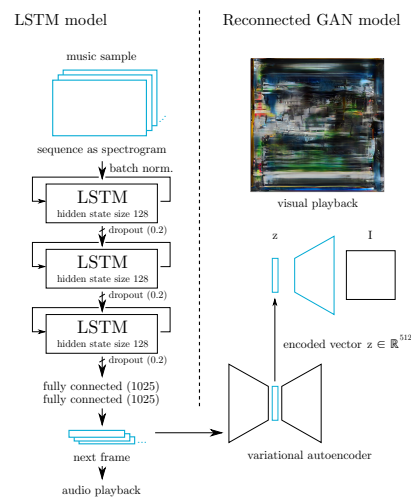 LSTM model
music sample
...
sequence as spectrogram
batch norm.
LSTM
hidden state size 128
dropout (0.2)
LSTM
hidden state size 128
dropout (0.2)
LSTM
hidden state size 128
dropout (0.2)
fully connected (1025)
fully connected (1025)
...
next frame
audio playback
Reconnected GAN model
visual playback
z
I
encoded vector z ∈ ℝ⁵¹²
variational autoencoder